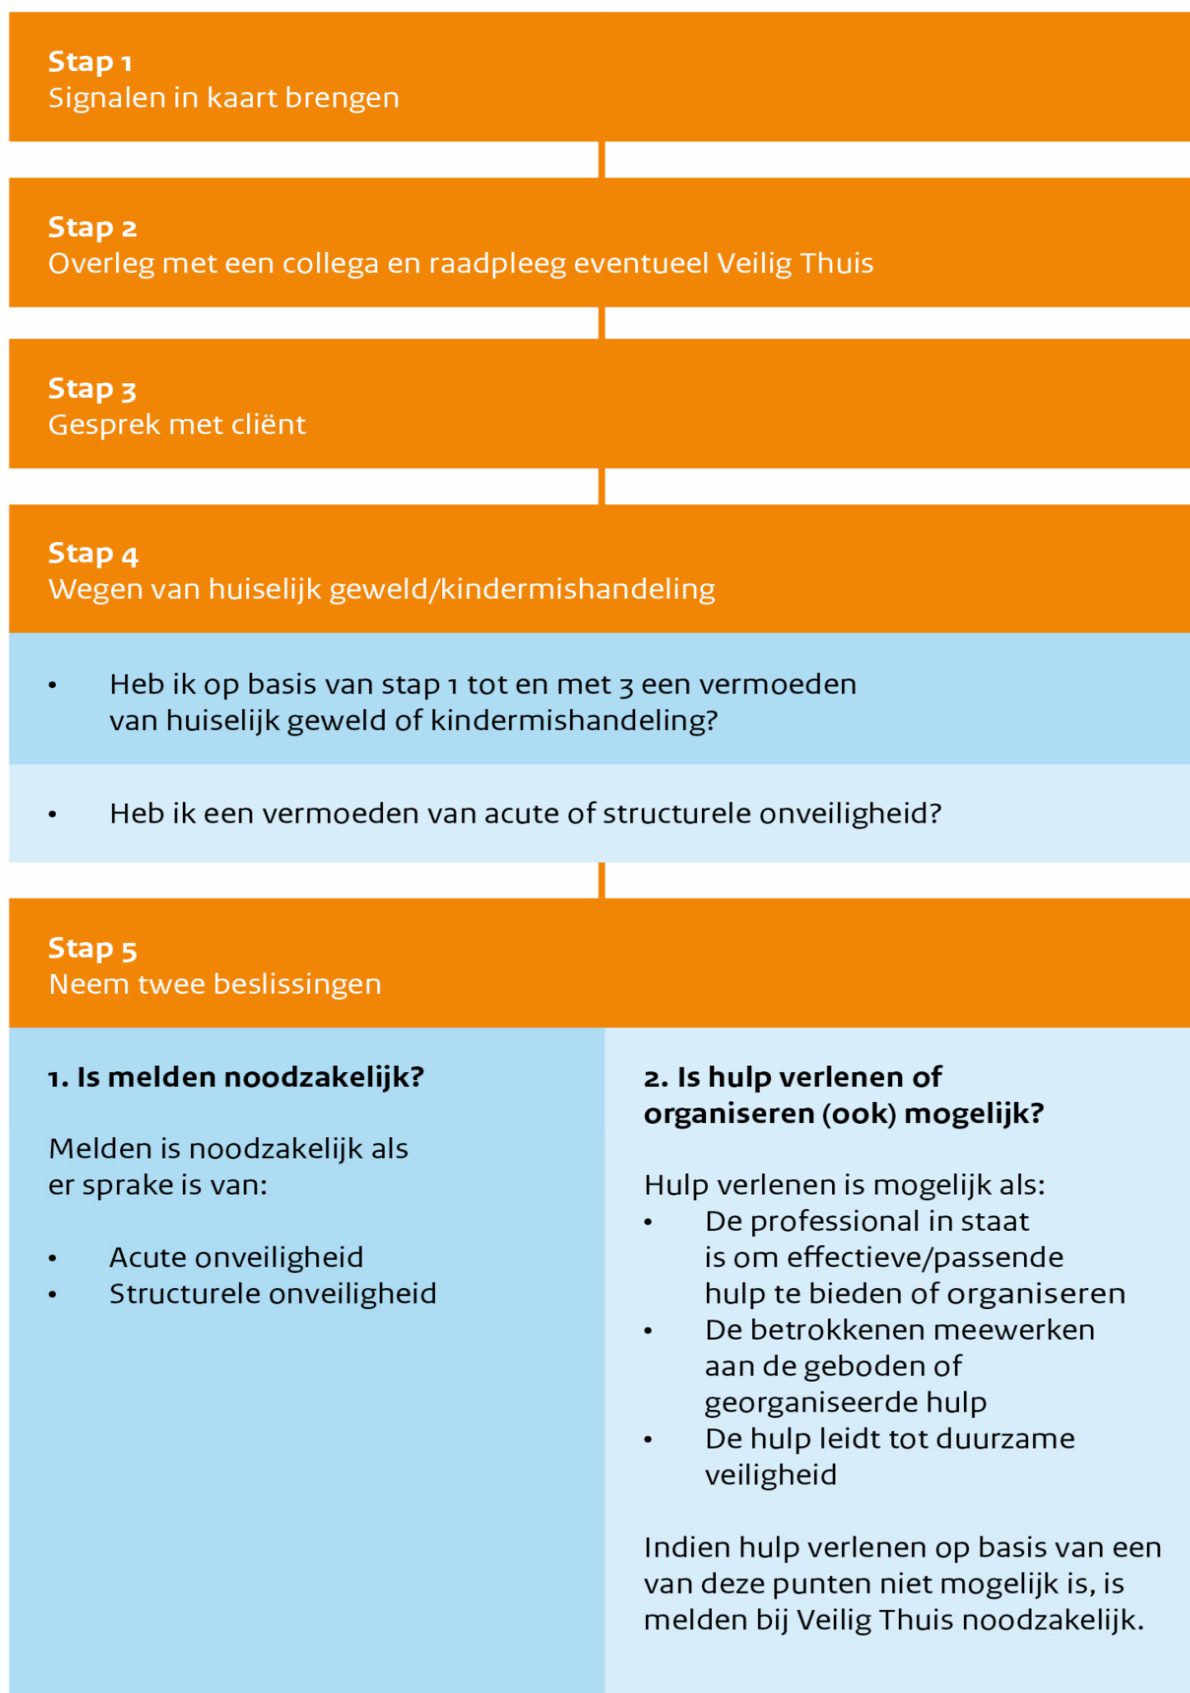 Stap 1
Signalen in kaart brengen
Stap 2
Overleg met een collega en raadpleeg eventueel Veilig Thuis
Stap 3
Gesprek met cliënt
Stap 4
Wegen van huiselijk geweld/kindermishandeling
• Heb ik op basis van stap 1 tot en met 3 een vermoeden
van huiselijk geweld of kindermishandeling?
• Heb ik een vermoeden van acute of structurele onveiligheid?
Stap 5
Neem twee beslissingen
1. Is melden noodzakelijk?
Melden is noodzakelijk als
er sprake is van:
• Acute onveiligheid
• Structurele onveiligheid
2. Is hulp verlenen of
organiseren (ook) mogelijk?
Hulp verlenen is mogelijk als:
• De professional in staat
is om effectieve/passende
hulp te bieden of organiseren
• De betrokkenen meewerken
aan de geboden of
georganiseerde hulp
• De hulp leidt tot duurzame
veiligheid
Indien hulp verlenen op basis van een
van deze punten niet mogelijk is, is
melden bij Veilig Thuis noodzakelijk.